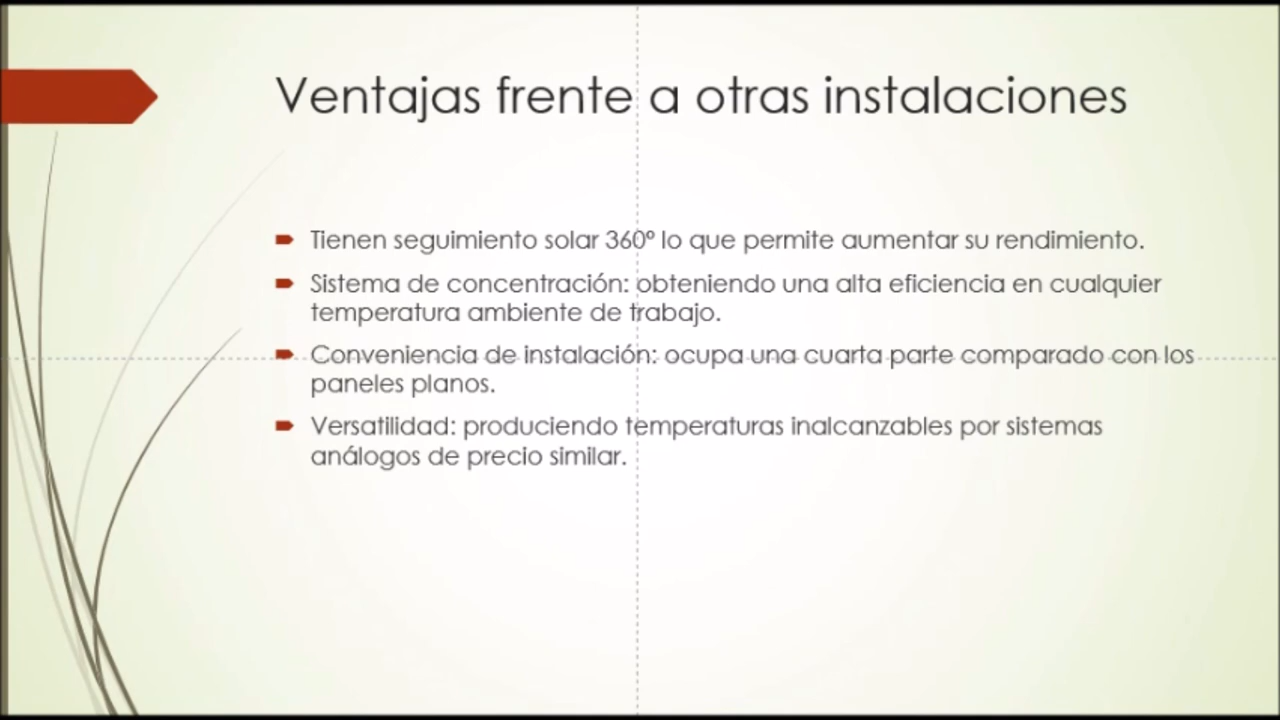 Ventajas frente a otras instalaciones
Tienen seguimiento solar 360º lo que permite aumentar su rendimiento.
Sistema de concentración: obteniendo una alta eficiencia en cualquier
temperatura ambiente de trabajo.
Conveniencia de instalación: ocupa una cuarta parte comparado con los
paneles planos.
Versatilidad: produciendo temperaturas inalcanzables por sistemas
análogos de precio similar.